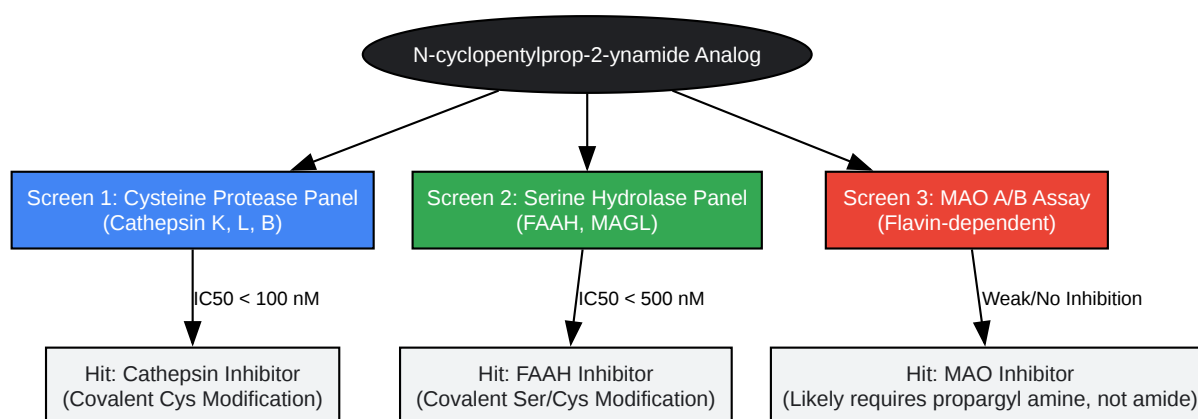 N-cyclopentylprop-2-ynamide Analog
Screen 1: Cysteine Protease Panel
(Cathepsin K, L, B)
Screen 2: Serine Hydrolase Panel
(FAAH, MAGL)
Screen 3: MAO A/B Assay
(Flavin-dependent)
IC50 < 100 nM
IC50 < 500 nM
Weak/No Inhibition
Hit: Cathepsin Inhibitor
(Covalent Cys Modification)
Hit: FAAH Inhibitor
(Covalent Ser/Cys Modification)
Hit: MAO Inhibitor
(Likely requires propargyl amine, not amide)